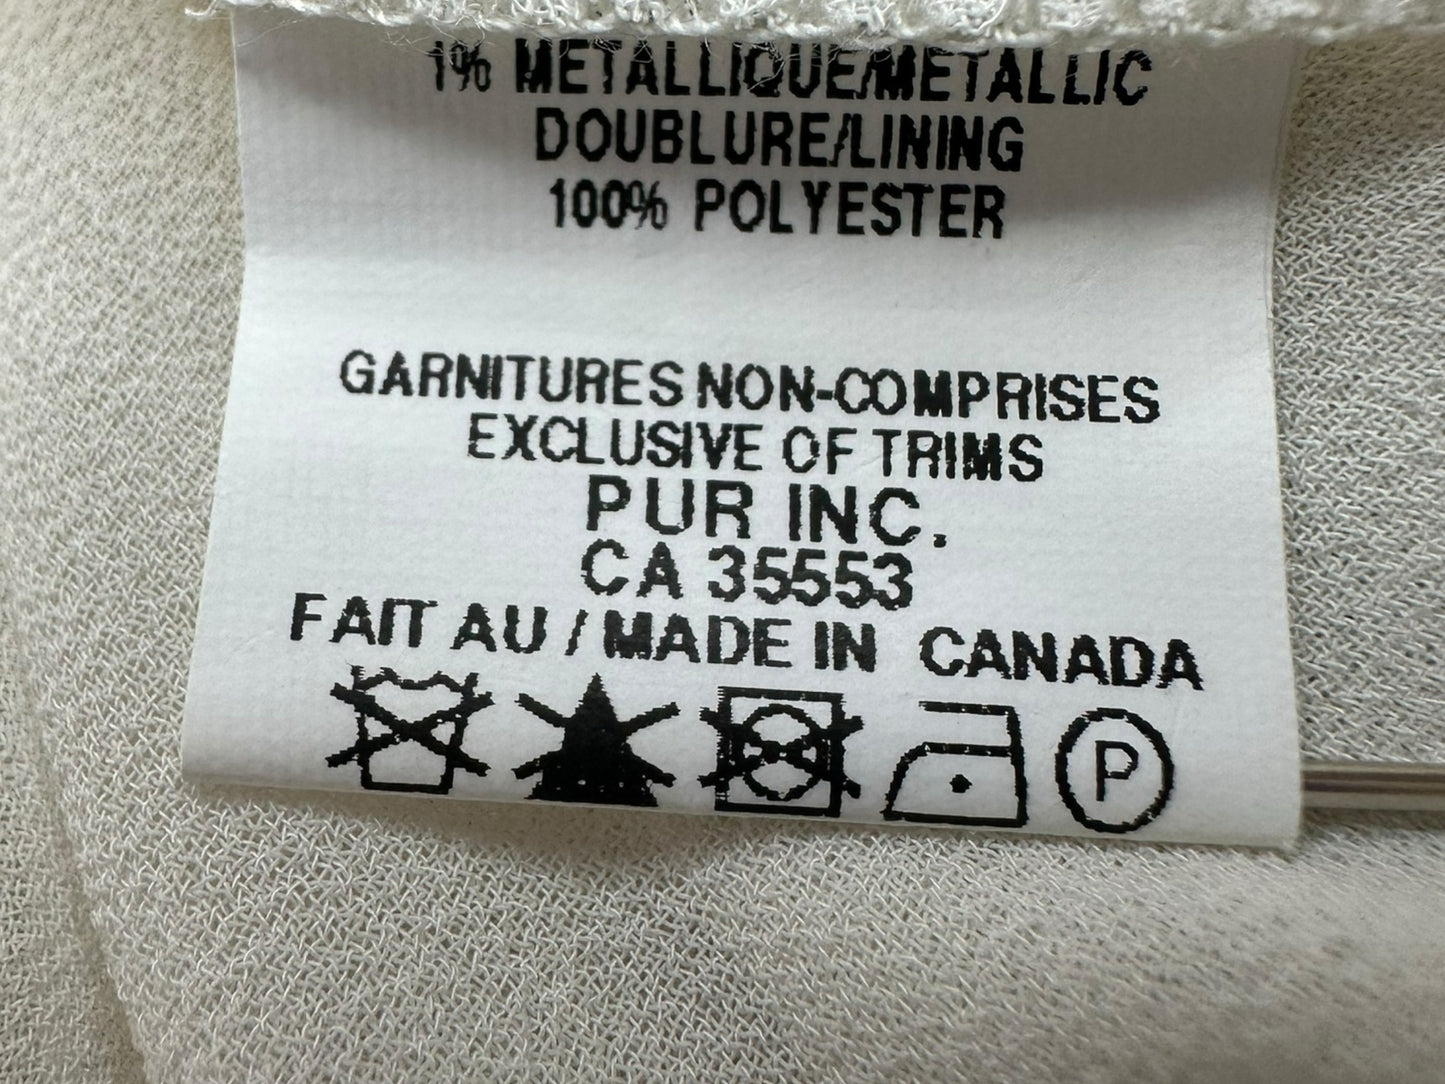 1% METALLIQUE/METALLIC
DOUBLURE/LINING
100% POLYESTER
GARNITURES NON-COMPRISES
EXCLUSIVE OF TRIMS
PUR INC.
CA 35553
FAIT AU / MADE IN CANADA
P